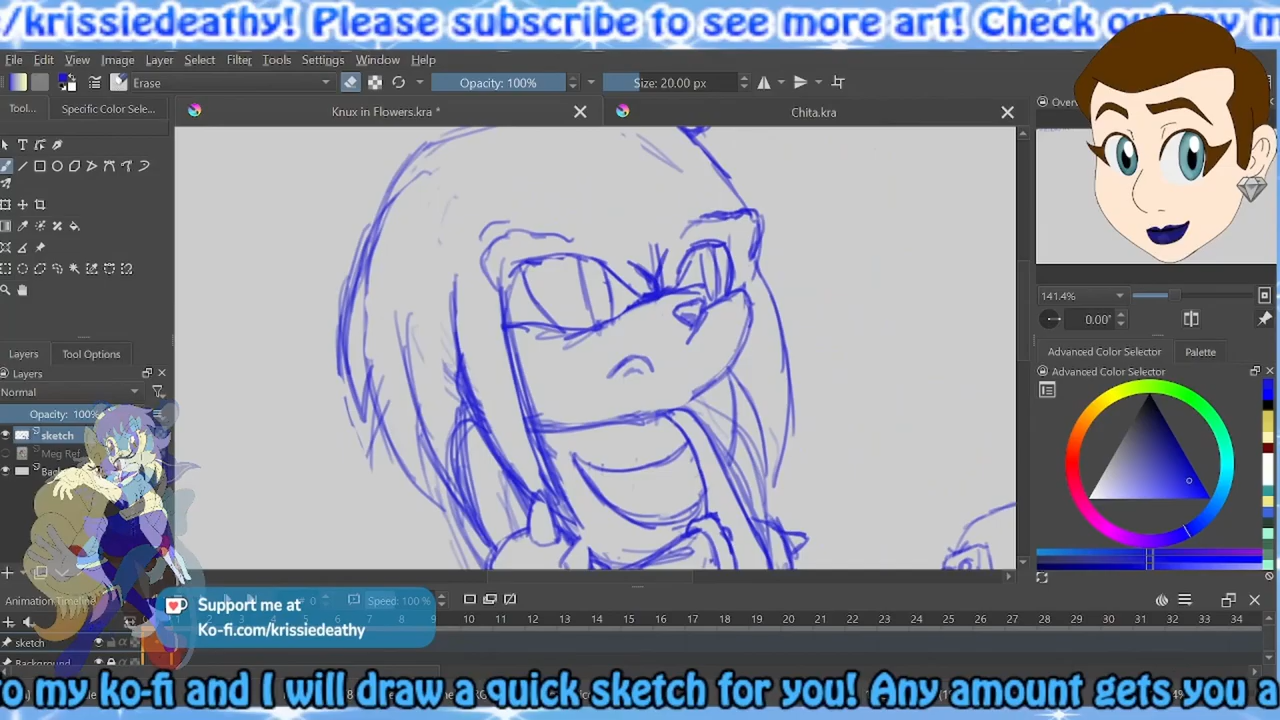 /krissiedeathy! Please subscribe to see more art! Check out my m
File Edit View Image Layer Select Filter Tools Settings Window Help
Erase Opacity: 100% Size: 20.00 px
Tool... Specific Color Sele... Knux in Flowers.kra * Chita.kra
141.4%
0.00°
Layers Tool Options Advanced Color Selector Palette
Layers Advanced Color Selector
Normal
Opacity: 100%
sketch
Meg Ref
Animation Timeline Speed: 100 %
Support me at
Ko-fi.com/krissiedeathy
10 11 12 13 14 15 16 17 18 19 20 21 22 23 24 25 26 27 28 29 30 31 32 33 34
sketch
Background
to my ko-fi and I will draw a quick sketch for you! Any amount gets you a